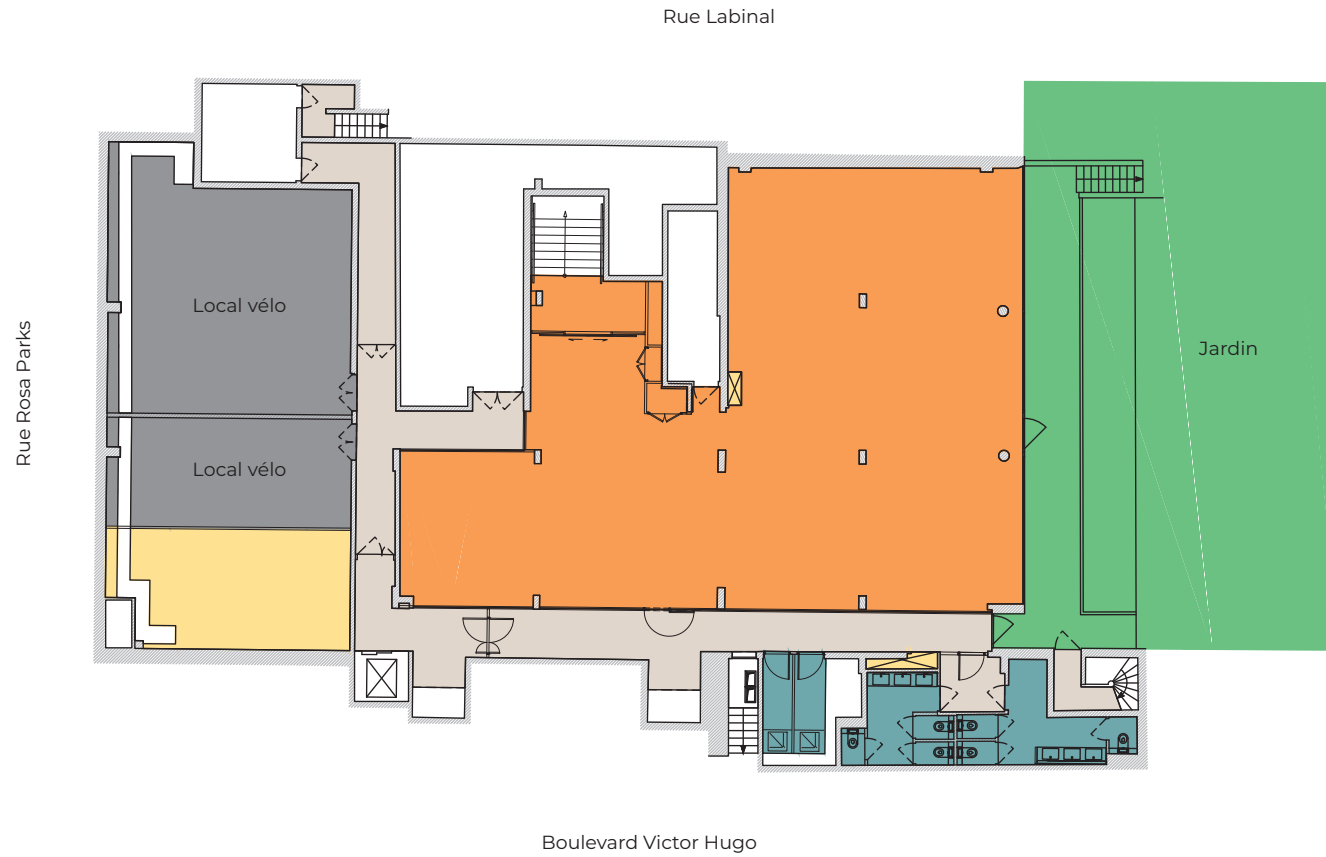 Rue Labinal
Local vélo
Rue Rosa Parks
Jardin
Local vélo
Boulevard Victor Hugo